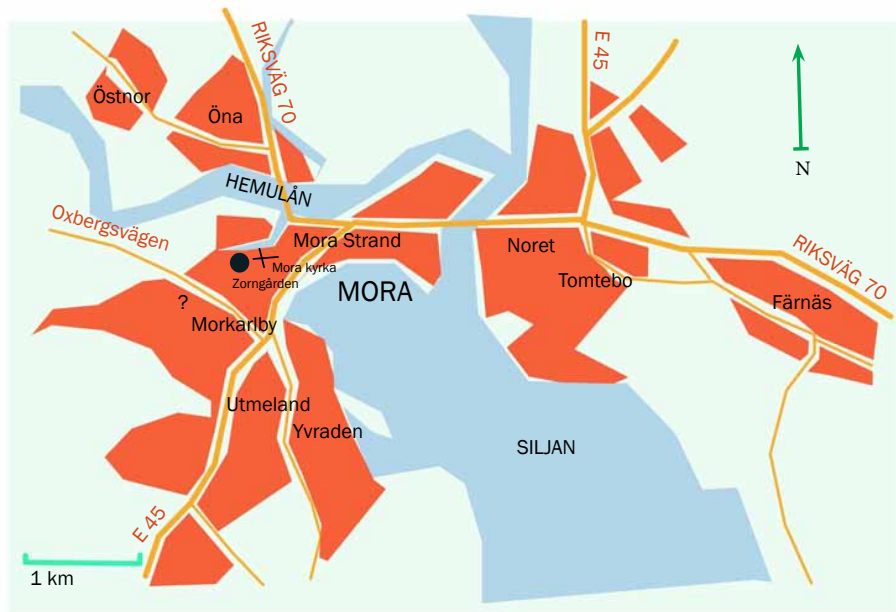 Östnor
Öna
RIKSVÄG 70
E 45
N
HEMULÅN
Oxbergsvägen
Mora Strand
Mora kyrka
Zorngården
MORA
?
Morkarlby
Noret
Tomtebo
RIKSVÄG 70
Färnäs
Utmeland
Yvraden
SILJAN
E 45
1 km